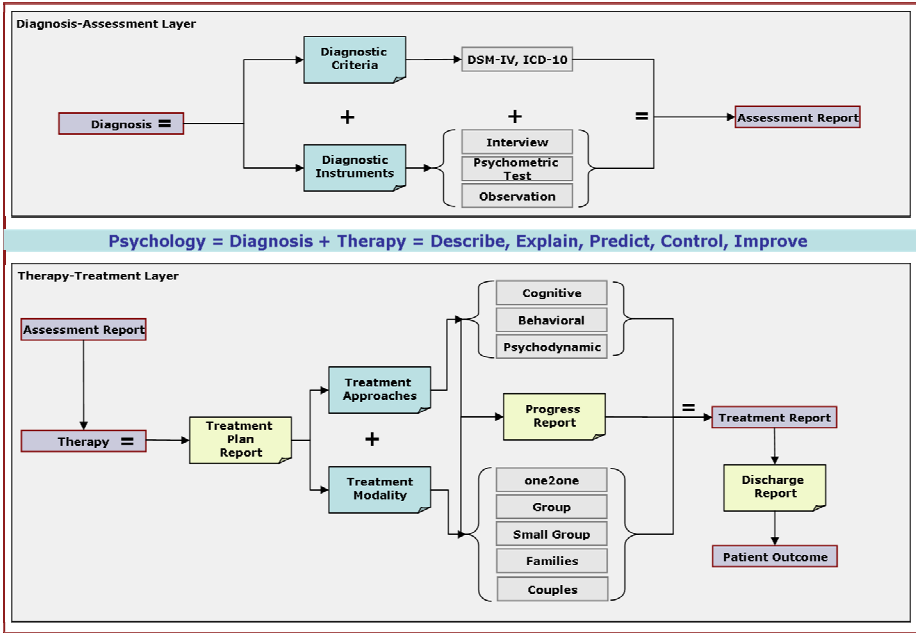 Diagnosis-Assessment Layer
Diagnostic
Criteria
DSM-IV, ICD-10
Diagnosis =
+
+
=
Assessment Report
Diagnostic
Instruments
Interview
Psychometric
Test
Observation
Psychology = Diagnosis + Therapy = Describe, Explain, Predict, Control, Improve
Therapy-Treatment Layer
Assessment Report
Therapy =
Treatment
Plan
Report
Treatment
Approaches
+
Treatment
Modality
Cognitive
Behavioral
Psychodynamic
Progress
Report
one2one
Group
Small Group
Families
Couples
=
Treatment Report
Discharge
Report
Patient Outcome